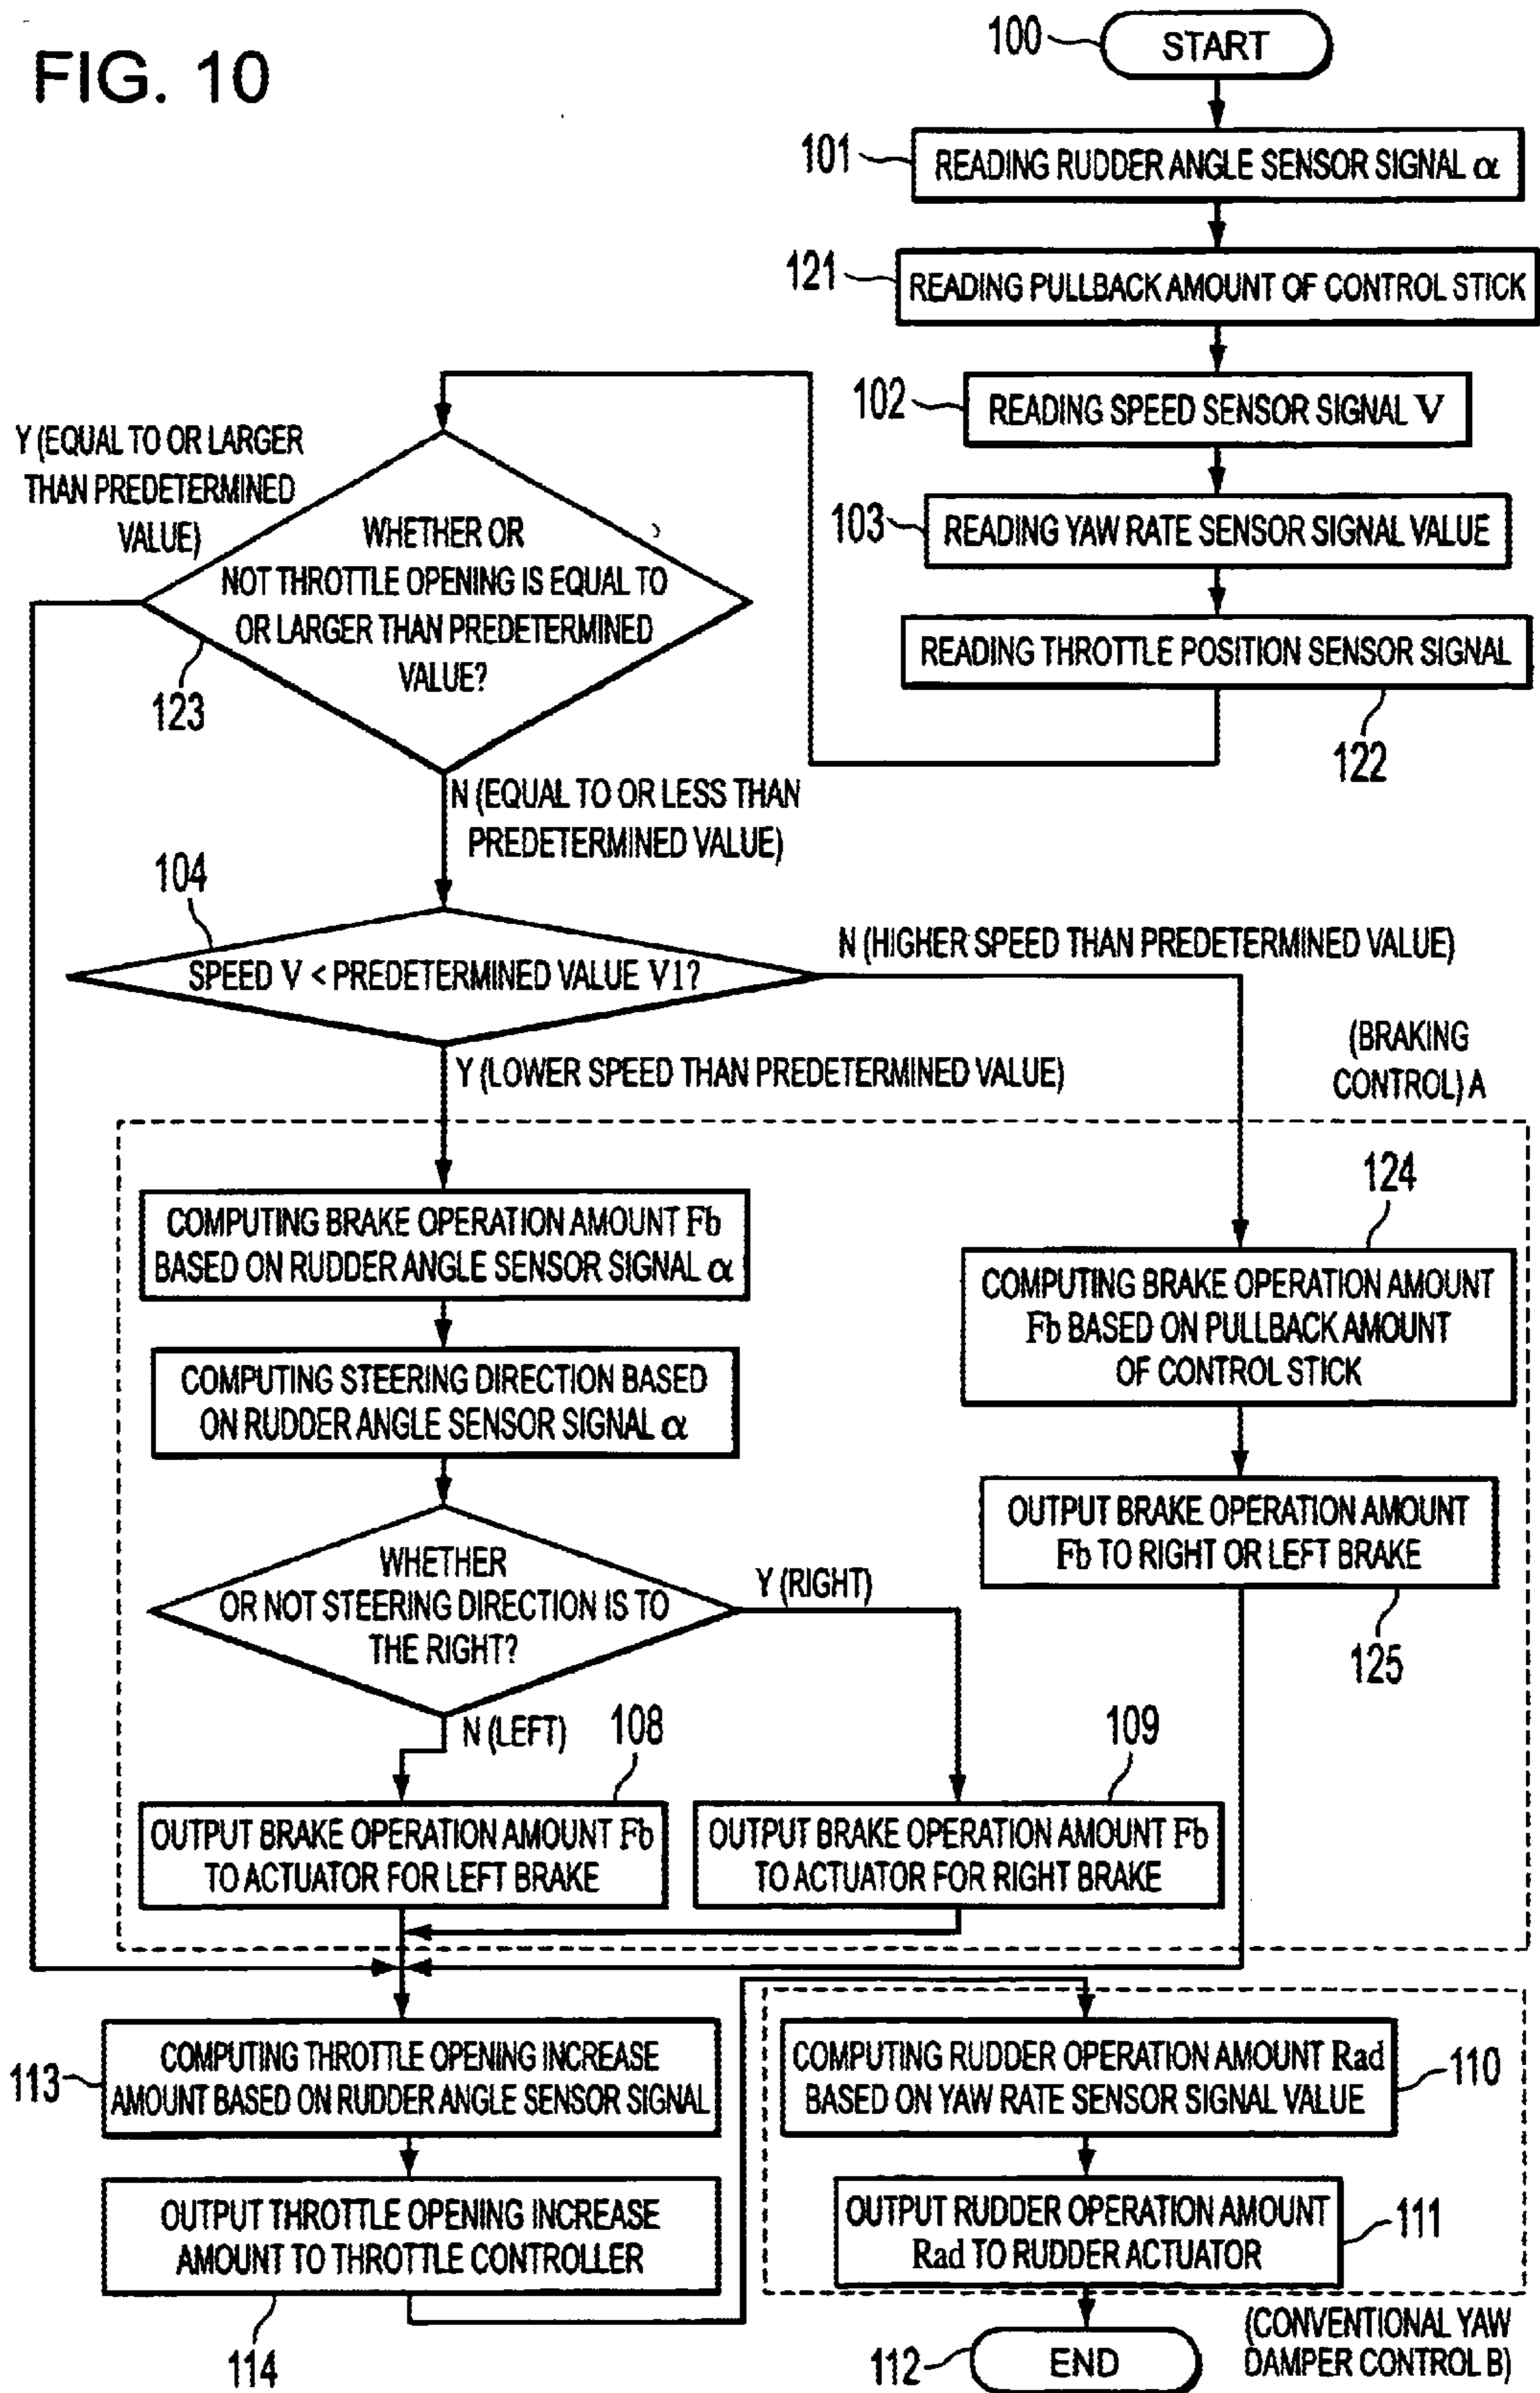 FIG. 10
100
START
101
READING RUDDER ANGLE SENSOR SIGNAL α
121
READING PULLBACK AMOUNT OF CONTROL STICK
102
READING SPEED SENSOR SIGNAL V
103
READING YAW RATE SENSOR SIGNAL VALUE
READING THROTTLE POSITION SENSOR SIGNAL
122
Y (EQUAL TO OR LARGER
THAN PREDETERMINED
VALUE)
WHETHER OR
NOT THROTTLE OPENING IS EQUAL TO
OR LARGER THAN PREDETERMINED
VALUE?
123
N (EQUAL TO OR LESS THAN
PREDETERMINED VALUE)
104
SPEED V < PREDETERMINED VALUE V1?
N (HIGHER SPEED THAN PREDETERMINED VALUE)
Y (LOWER SPEED THAN PREDETERMINED VALUE)
(BRAKING
CONTROL) A
COMPUTING BRAKE OPERATION AMOUNT Fb
BASED ON RUDDER ANGLE SENSOR SIGNAL α
COMPUTING STEERING DIRECTION BASED
ON RUDDER ANGLE SENSOR SIGNAL α
WHETHER
OR NOT STEERING DIRECTION IS TO
THE RIGHT?
Y (RIGHT)
N (LEFT)
108
OUTPUT BRAKE OPERATION AMOUNT Fb
TO ACTUATOR FOR LEFT BRAKE
109
OUTPUT BRAKE OPERATION AMOUNT Fb
TO ACTUATOR FOR RIGHT BRAKE
124
COMPUTING BRAKE OPERATION AMOUNT
Fb BASED ON PULLBACK AMOUNT
OF CONTROL STICK
OUTPUT BRAKE OPERATION AMOUNT
Fb TO RIGHT OR LEFT BRAKE
125
113
COMPUTING THROTTLE OPENING INCREASE
AMOUNT BASED ON RUDDER ANGLE SENSOR SIGNAL
OUTPUT THROTTLE OPENING INCREASE
AMOUNT TO THROTTLE CONTROLLER
114
COMPUTING RUDDER OPERATION AMOUNT Rad
BASED ON YAW RATE SENSOR SIGNAL VALUE
110
OUTPUT RUDDER OPERATION AMOUNT
Rad TO RUDDER ACTUATOR
111
112
END
(CONVENTIONAL YAW
DAMPER CONTROL B)